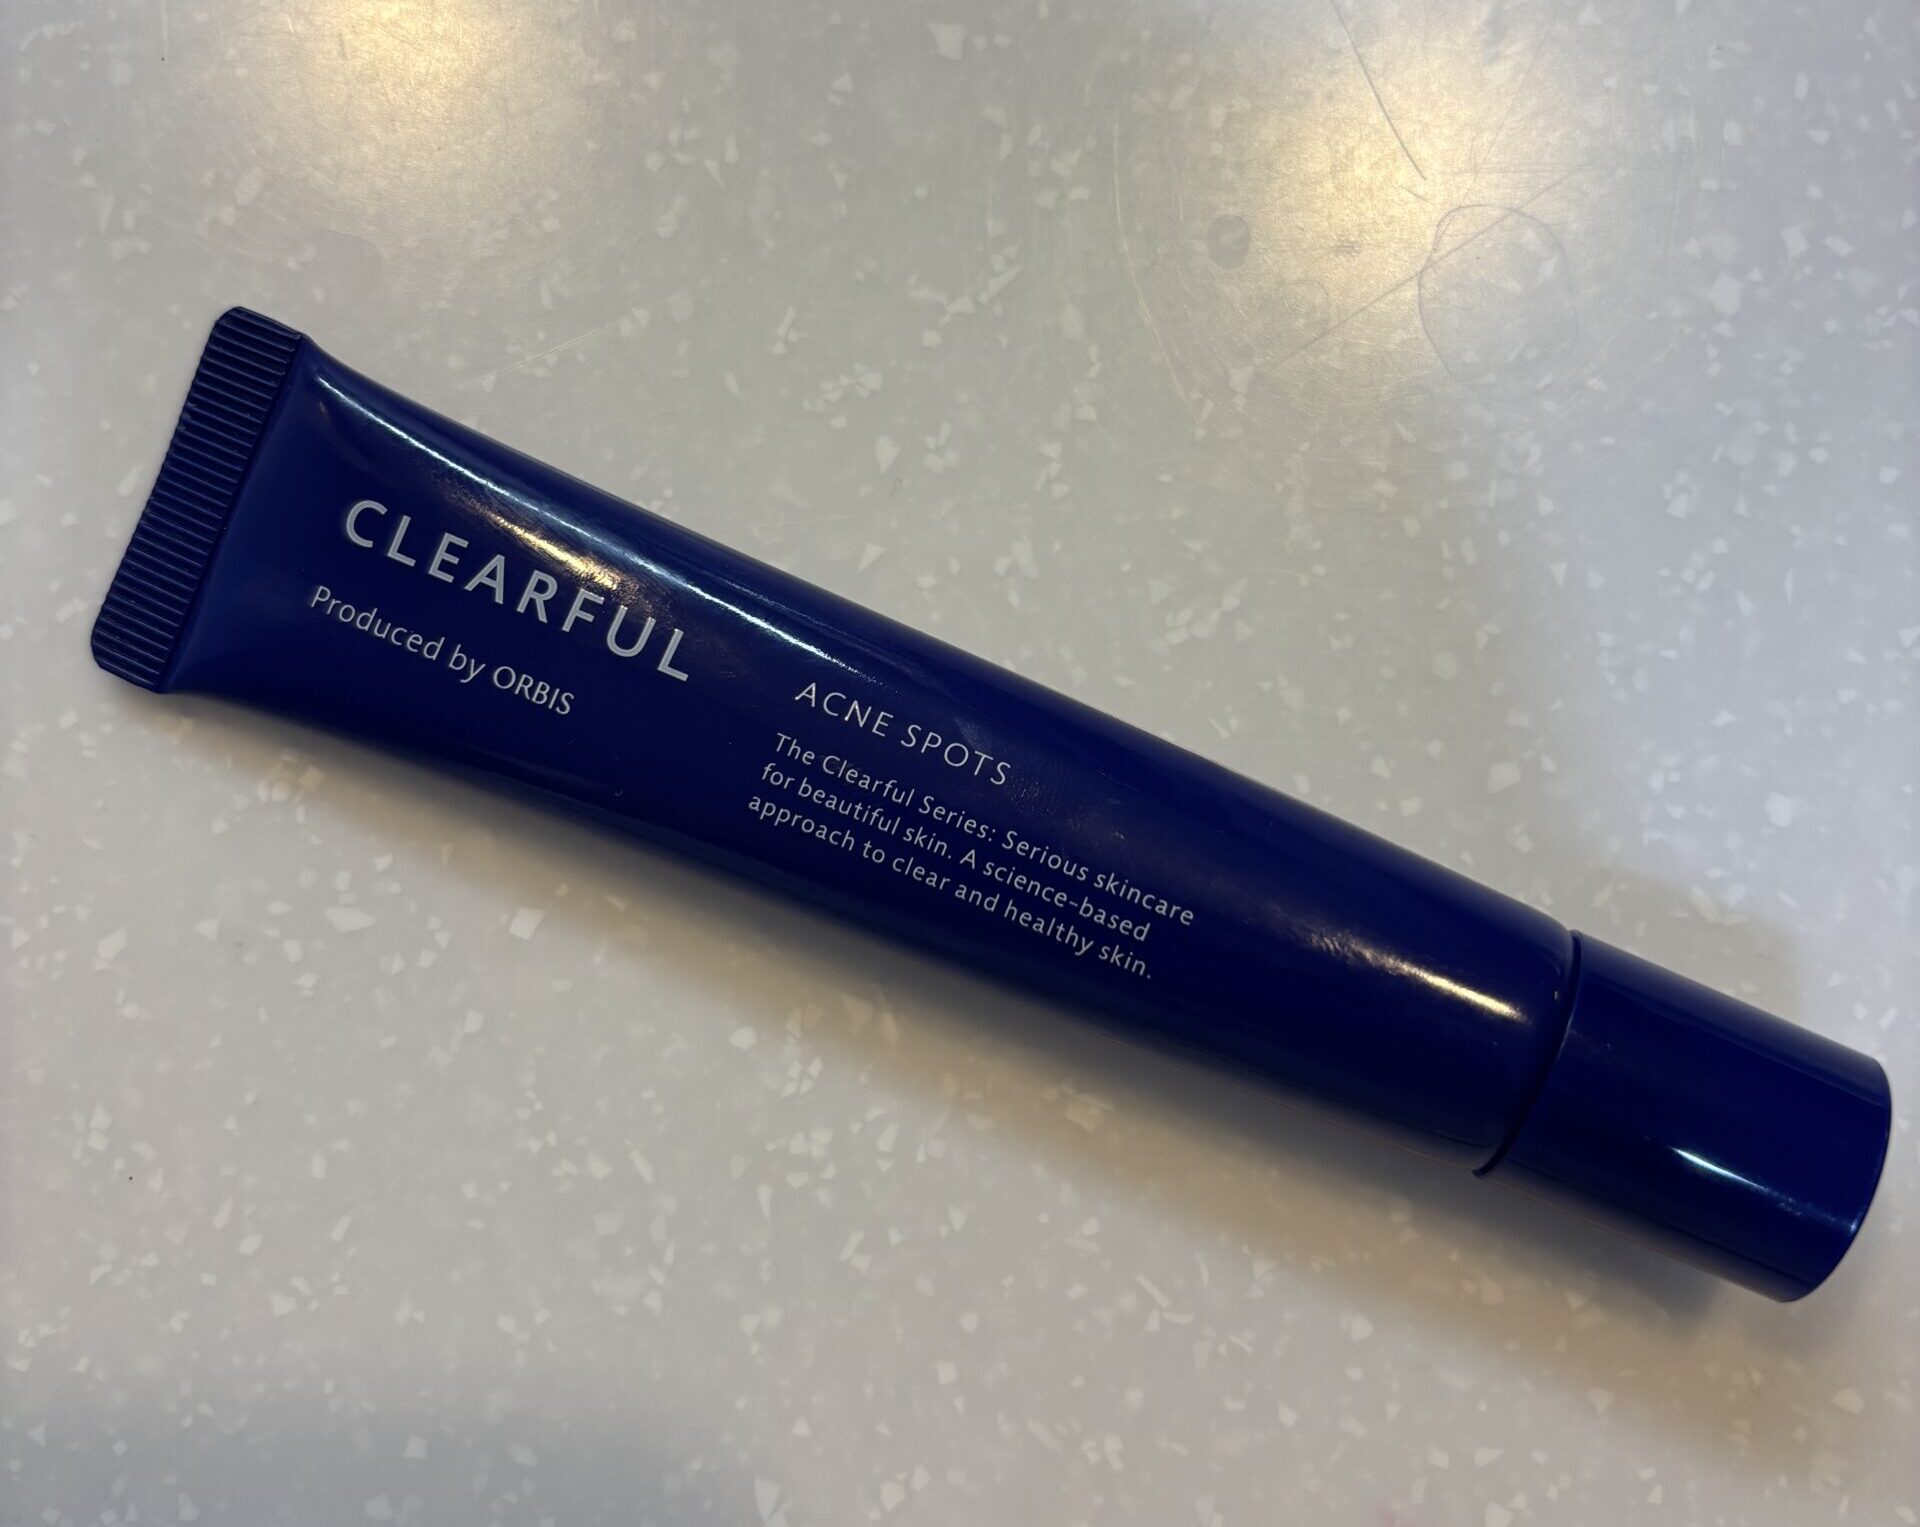 CLEARFUL
Produced by ORBIS
ACNE SPOTS
The Clearful Series: Serious skincare
for beautiful skin. A science-based
approach to clear and healthy skin.